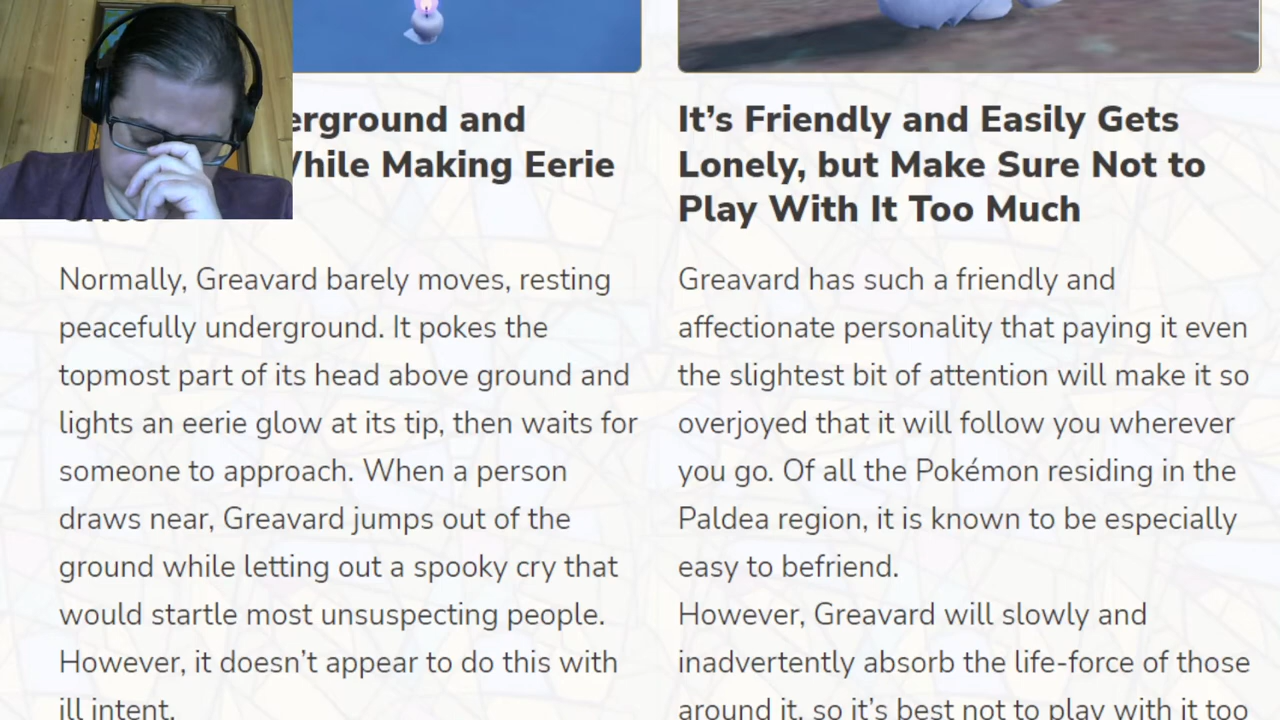 erground and
While Making Eerie
Normally, Greavard barely moves, resting
peacefully underground. It pokes the
topmost part of its head above ground and
lights an eerie glow at its tip, then waits for
someone to approach. When a person
draws near, Greavard jumps out of the
ground while letting out a spooky cry that
would startle most unsuspecting people.
However, it doesn’t appear to do this with
ill intent.
It’s Friendly and Easily Gets
Lonely, but Make Sure Not to
Play With It Too Much
Greavard has such a friendly and
affectionate personality that paying it even
the slightest bit of attention will make it so
overjoyed that it will follow you wherever
you go. Of all the Pokémon residing in the
Paldea region, it is known to be especially
easy to befriend.
However, Greavard will slowly and
inadvertently absorb the life-force of those
around it, so it’s best not to play with it too